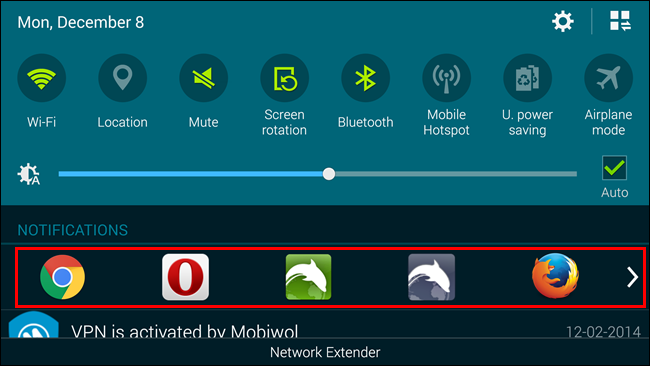 Mon, December 8
Wi-Fi
Location
Mute
Screen
rotation
Bluetooth
Mobile
Hotspot
U. power
saving
Airplane
mode
A
Auto
NOTIFICATIONS
VPN is activated by Mobiwol
12-02-2014
Network Extender